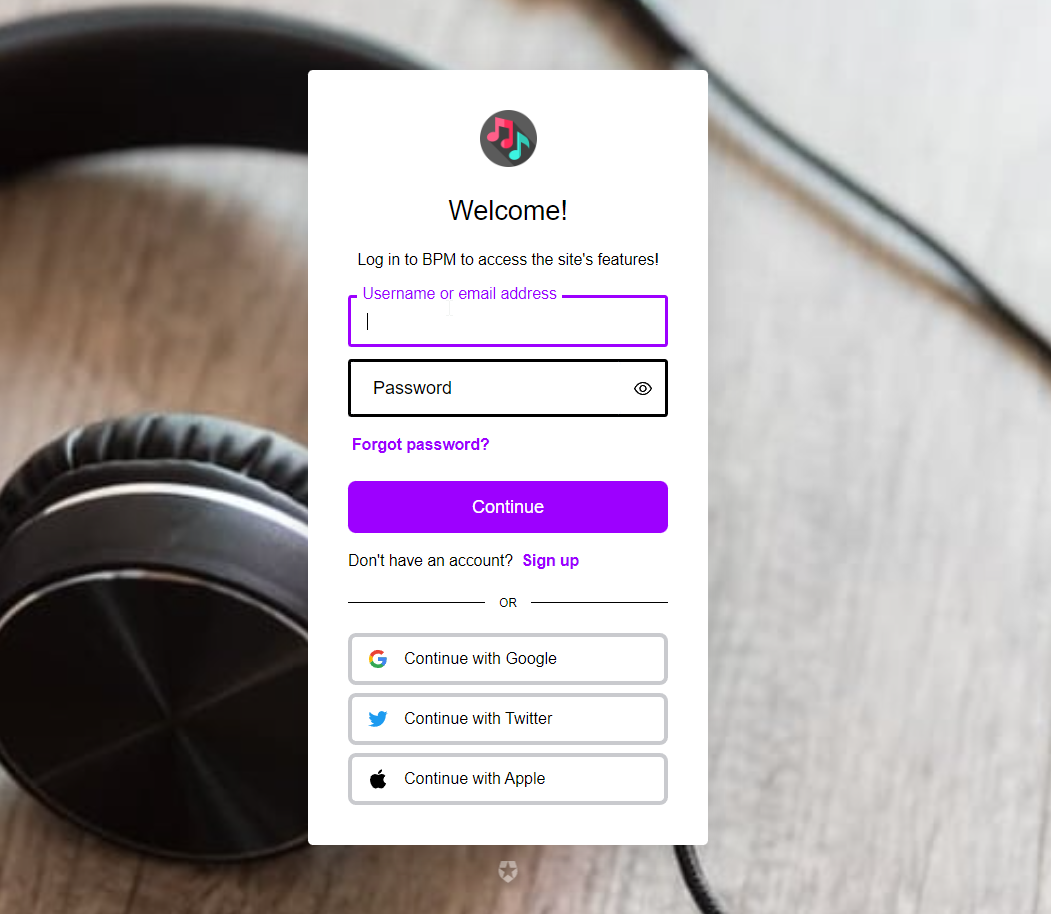 Welcome!
Log in to BPM to access the site's features!
Username or email address
Password
Forgot password?
Continue
Don't have an account? Sign up
OR
Continue with Google
Continue with Twitter
Continue with Apple